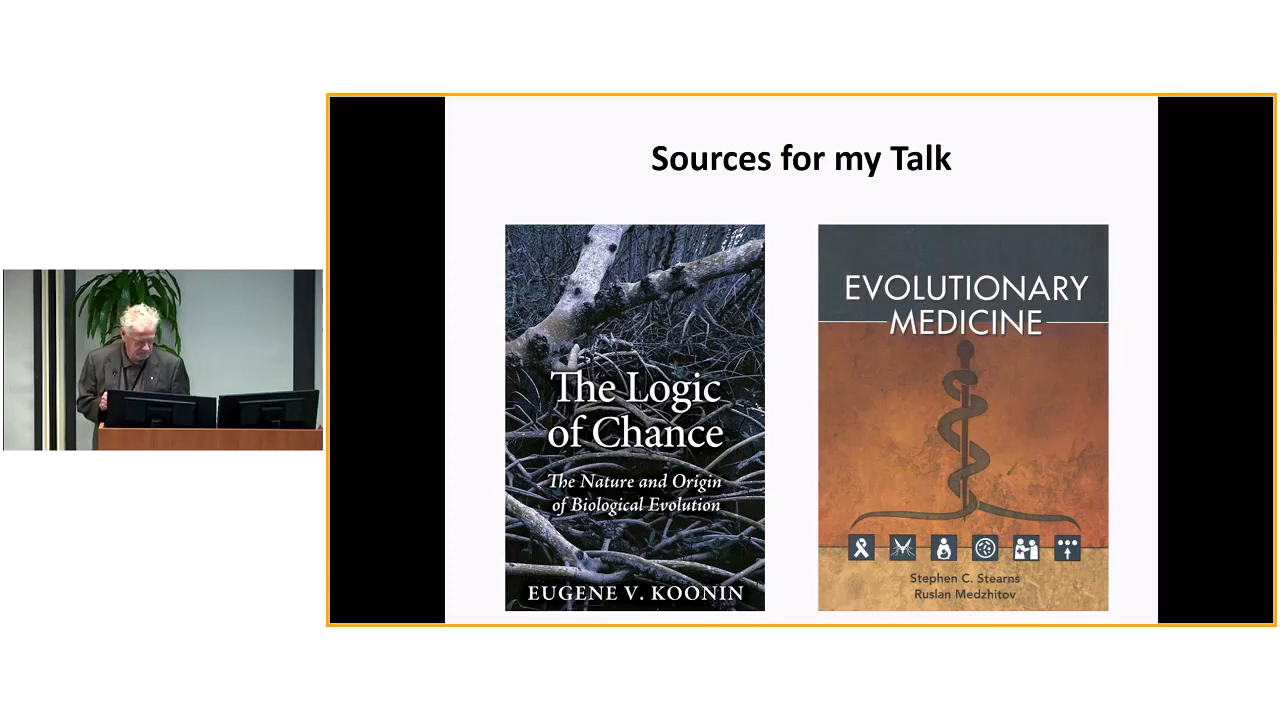 Sources for my Talk
The Logic
of Chance
The Nature and Origin
of Biological Evolution
EUGENE V. KOONIN
EVOLUTIONARY
MEDICINE
Stephen C. Stearns
Ruslan Medzhitov